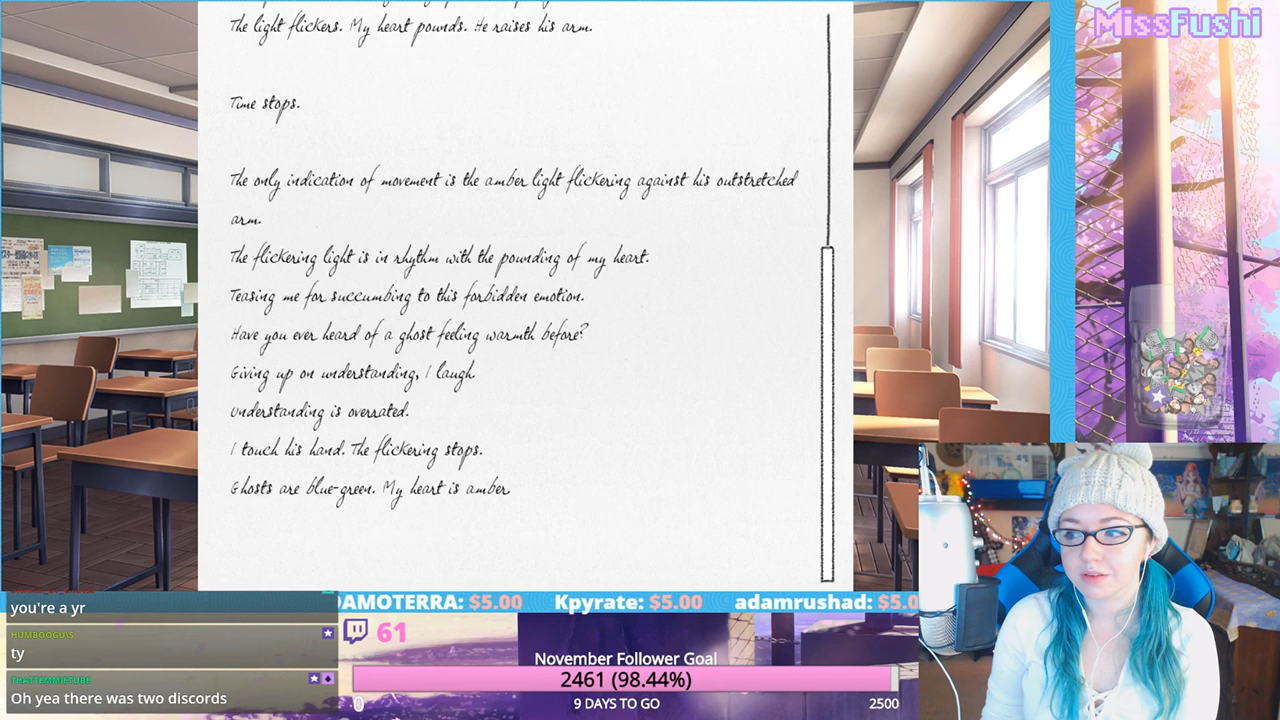 The light flickers. My heart pounds. He raises his arm.
MissFushi
Time stops.
The only indication of movement is the amber light flickering against his outstretched
arm.
The flickering light is in rhythm with the pounding of my heart.
Teasing me for succumbing to this forbidden emotion.
Have you ever heard of a ghost feeling warmth before?
Giving up on understanding, I laugh.
Understanding is overrated.
I touch his hand. The flickering stops.
Ghosts are blue-green. My heart is amber.
you're a yr
HUMBOOGUS
ty
THATTEMMIETUBE
Oh yea there was two discords
DAMOTERRA: $5.00 Kpyrate: $5.00 adamrushad: $5.0
61
November Follower Goal
2461 (98.44%)
0 9 DAYS TO GO 2500